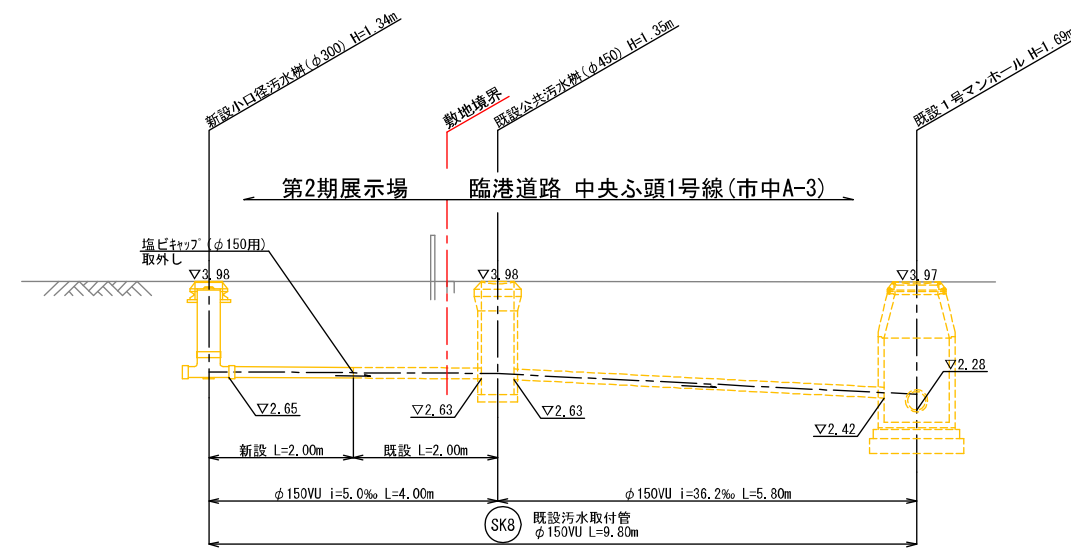 新設小口径汚水桝(φ300) H=1.34m
敷地境界
既設公共汚水桝(φ450) H=1.35m
既設1号マンホール H=1.69m
第2期展示場
臨港道路 中央ふ頭1号線(市中A-3)
塩ビキャップ(φ150用)
取外し
▽3.98
▽3.98
▽3.97
▽2.28
▽2.65
▽2.63
▽2.63
▽2.42
新設 L=2.00m
既設 L=2.00m
φ150VU i=5.0‰ L=4.00m
φ150VU i=36.2‰ L=5.80m
SK8
既設汚水取付管
φ150VU L=9.80m